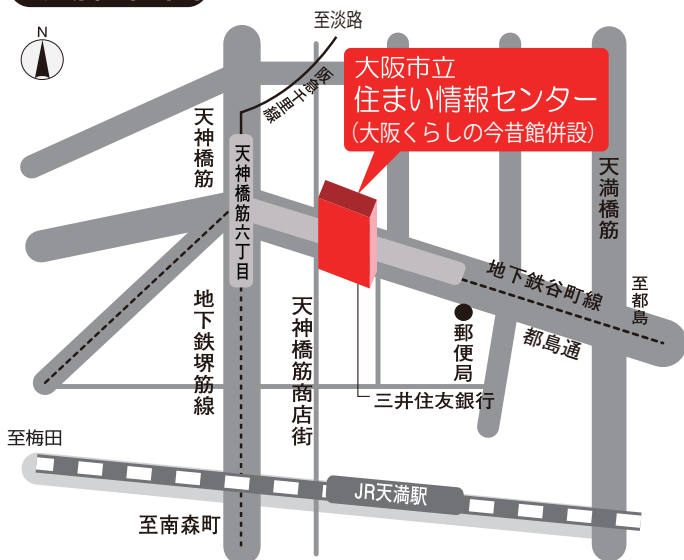 至淡路
N
阪急千里線
大阪市立
住まい情報センター
(大阪くらしの今昔館併設)
天神橋筋
天神橋筋六丁目
天満橋筋
地下鉄谷町線
至都島
都島通
地下鉄堺筋線
天神橋筋商店街
郵便局
三井住友銀行
至梅田
JR天満駅
至南森町